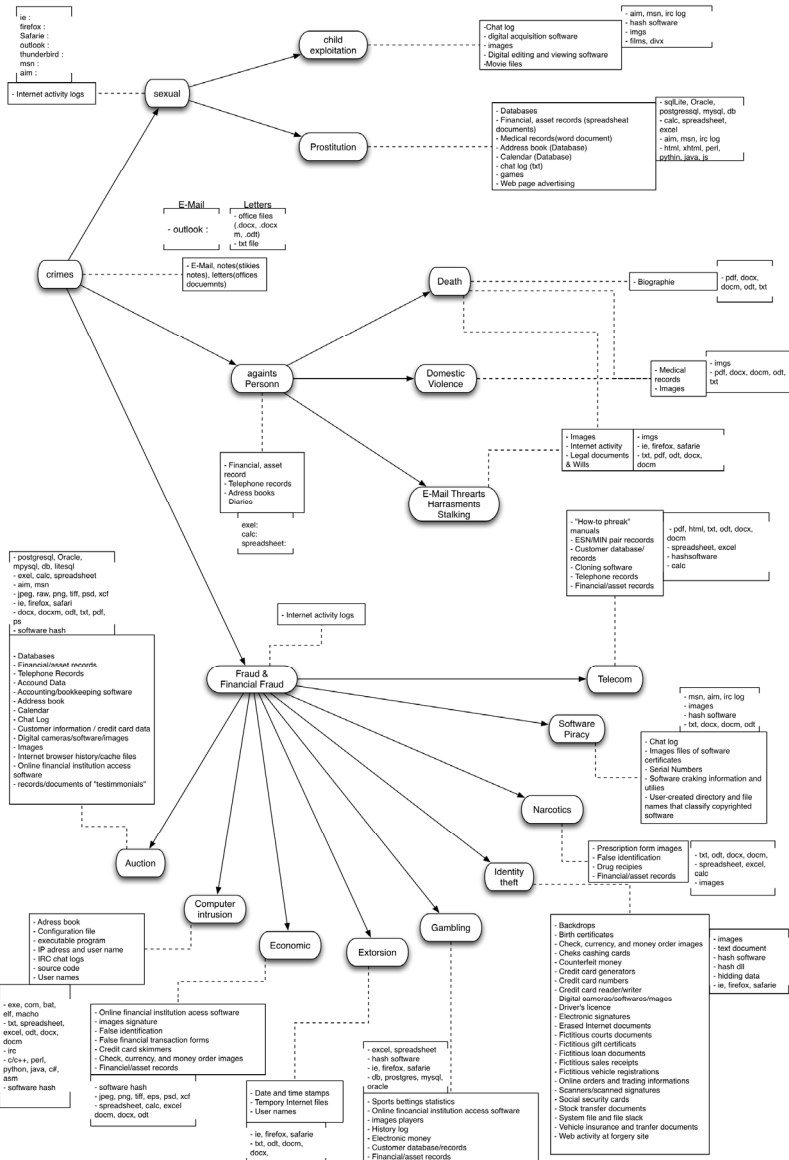 ie :
firefox :
Safarie :
outlook :
thunderbird :
msn :
aim :
- Internet activity logs
sexual
child
exploitation
-Chat log
- digital acquisition software
- images
- Digital editing and viewing software
-Movie files
- aim, msn, irc log
- hash software
- imgs
- films, divx
Prostitution
- Databases
- Financial, asset records (spreadsheat
documents)
- Medical records(word document)
- Address book (Database)
- Calendar (Database)
- chat log (txt)
- games
- Web page advertising
- sqlLite, Oracle,
postgresql, mysql, db
- calc, spreadsheet,
excel
- aim, msn, irc log
- html, xhtml, perl,
pythin, java, js
E-Mail
- outlook :
Letters
- office files
(.docx, .docx
m, .odt)
- txt file
crimes
- E-Mail, notes(stikies
notes), letters(offices
docuemnts)
Death
- Biographie
- pdf, docx,
docm, odt, txt
againts
Personn
Domestic
Violence
- Medical
records
- Images
- imgs
- pdf, docx, docm, odt,
txt
- Financial, asset
record
- Telephone records
- Adress books
Diaries
exel:
calc:
spreadsheet:
E-Mail Threarts
Harrasments
Stalking
- Images
- Internet activity
- Legal documents
& Wills
- imgs
- ie, firefox, safarie
- txt, pdf, odt, docx,
docm
- "How-to phreak"
manuals
- ESN/MIN pair recoords
- Customer database/
records
- Cloning software
- Telephone records
- Financial/asset records
- pdf, html, txt, odt, docx,
docm
- spreadsheet, excel
- hashsoftware
- calc
- postgresql, Oracle,
mpysql, db, litesql
- exel, calc, spreadsheet
- aim, msn
- jpeg, raw, png, tiff, psd, xcf
- ie, firefox, safari
- docx, docxm, odt, txt, pdf,
ps
- software hash
- Databases
- Financial/asset records
- Telephone Records
- Accound Data
- Accounting/bookkeeping software
- Address book
- Calendar
- Chat Log
- Customer information / credit card data
- Digital cameras/software/images
- Images
- Internet browser history/cache files
- Online financial institution access
software
- records/documents of "testimmonials"
- Internet activity logs
Fraud &
Financial Fraud
Telecom
Software
Piracy
- msn, aim, irc log
- images
- hash software
- txt, docx, docm, odt
- Chat log
- Images files of software
certificates
- Serial Numbers
- Software craking information and
utilies
- User-created directory and file
names that classify copyrighted
software
Narcotics
- Prescription form images
- False identification
- Drug recipies
- Financial/asset records
- txt, odt, docx, docm,
- spreadsheet, excel,
calc
- images
Auction
Identity
theft
Computer
intrusion
Economic
Extorsion
Gambling
- Adress book
- Configuration file
- executable program
- IP adress and user name
- IRC chat logs
- source code
- User names
- exe, com, bat,
elf, macho
- txt, spreadsheet,
excel, odt, docx,
docm
- irc
- c/c++, perl,
python, java, c#,
asm
- software hash
- Online financial institution acess software
- images signature
- False identification
- False financial transaction forms
- Credit card skimmers
- Check, currency, and money order images
- Financiel/asset records
- software hash
- jpeg, png, tiff, eps, psd, xcf
- spreadsheet, calc, excel
docm, docx, odt
- Date and time stamps
- Tempory Internet files
- User names
- ie, firefox, safarie
- txt, odt, docm,
docx,
- excel, spreadsheet
- hash software
- ie, firefox, safarie
- db, postgres, mysql,
oracle
- Sports bettings statistics
- Online fincancial institution access software
- images players
- History log
- Electronic money
- Customer database/records
- Financial/asset records
- Backdrops
- Birth certificates
- Check, currency, and money order images
- Cheks cashing cards
- Counterfeit money
- Credit card generators
- Credit card numbers
- Credit card reader/writer
Digital cameras/softwares/mages
- Driver's licence
- Electronic signatures
- Erased Internet documents
- Fictitious courts documents
- Fictitious gift certificats
- Fictitious loan documents
- Fictitious sales receipts
- Fictitious vehicle registrations
- Online orders and trading informations
- Scanners/scanned signatures
- Social security cards
- Stock transfer documents
- System file and file slack
- Vehicle insurance and tranfer documents
- Web activity at forgery site
- images
- text document
- hash software
- hash dll
- hidding data
- ie, firefox, safarie